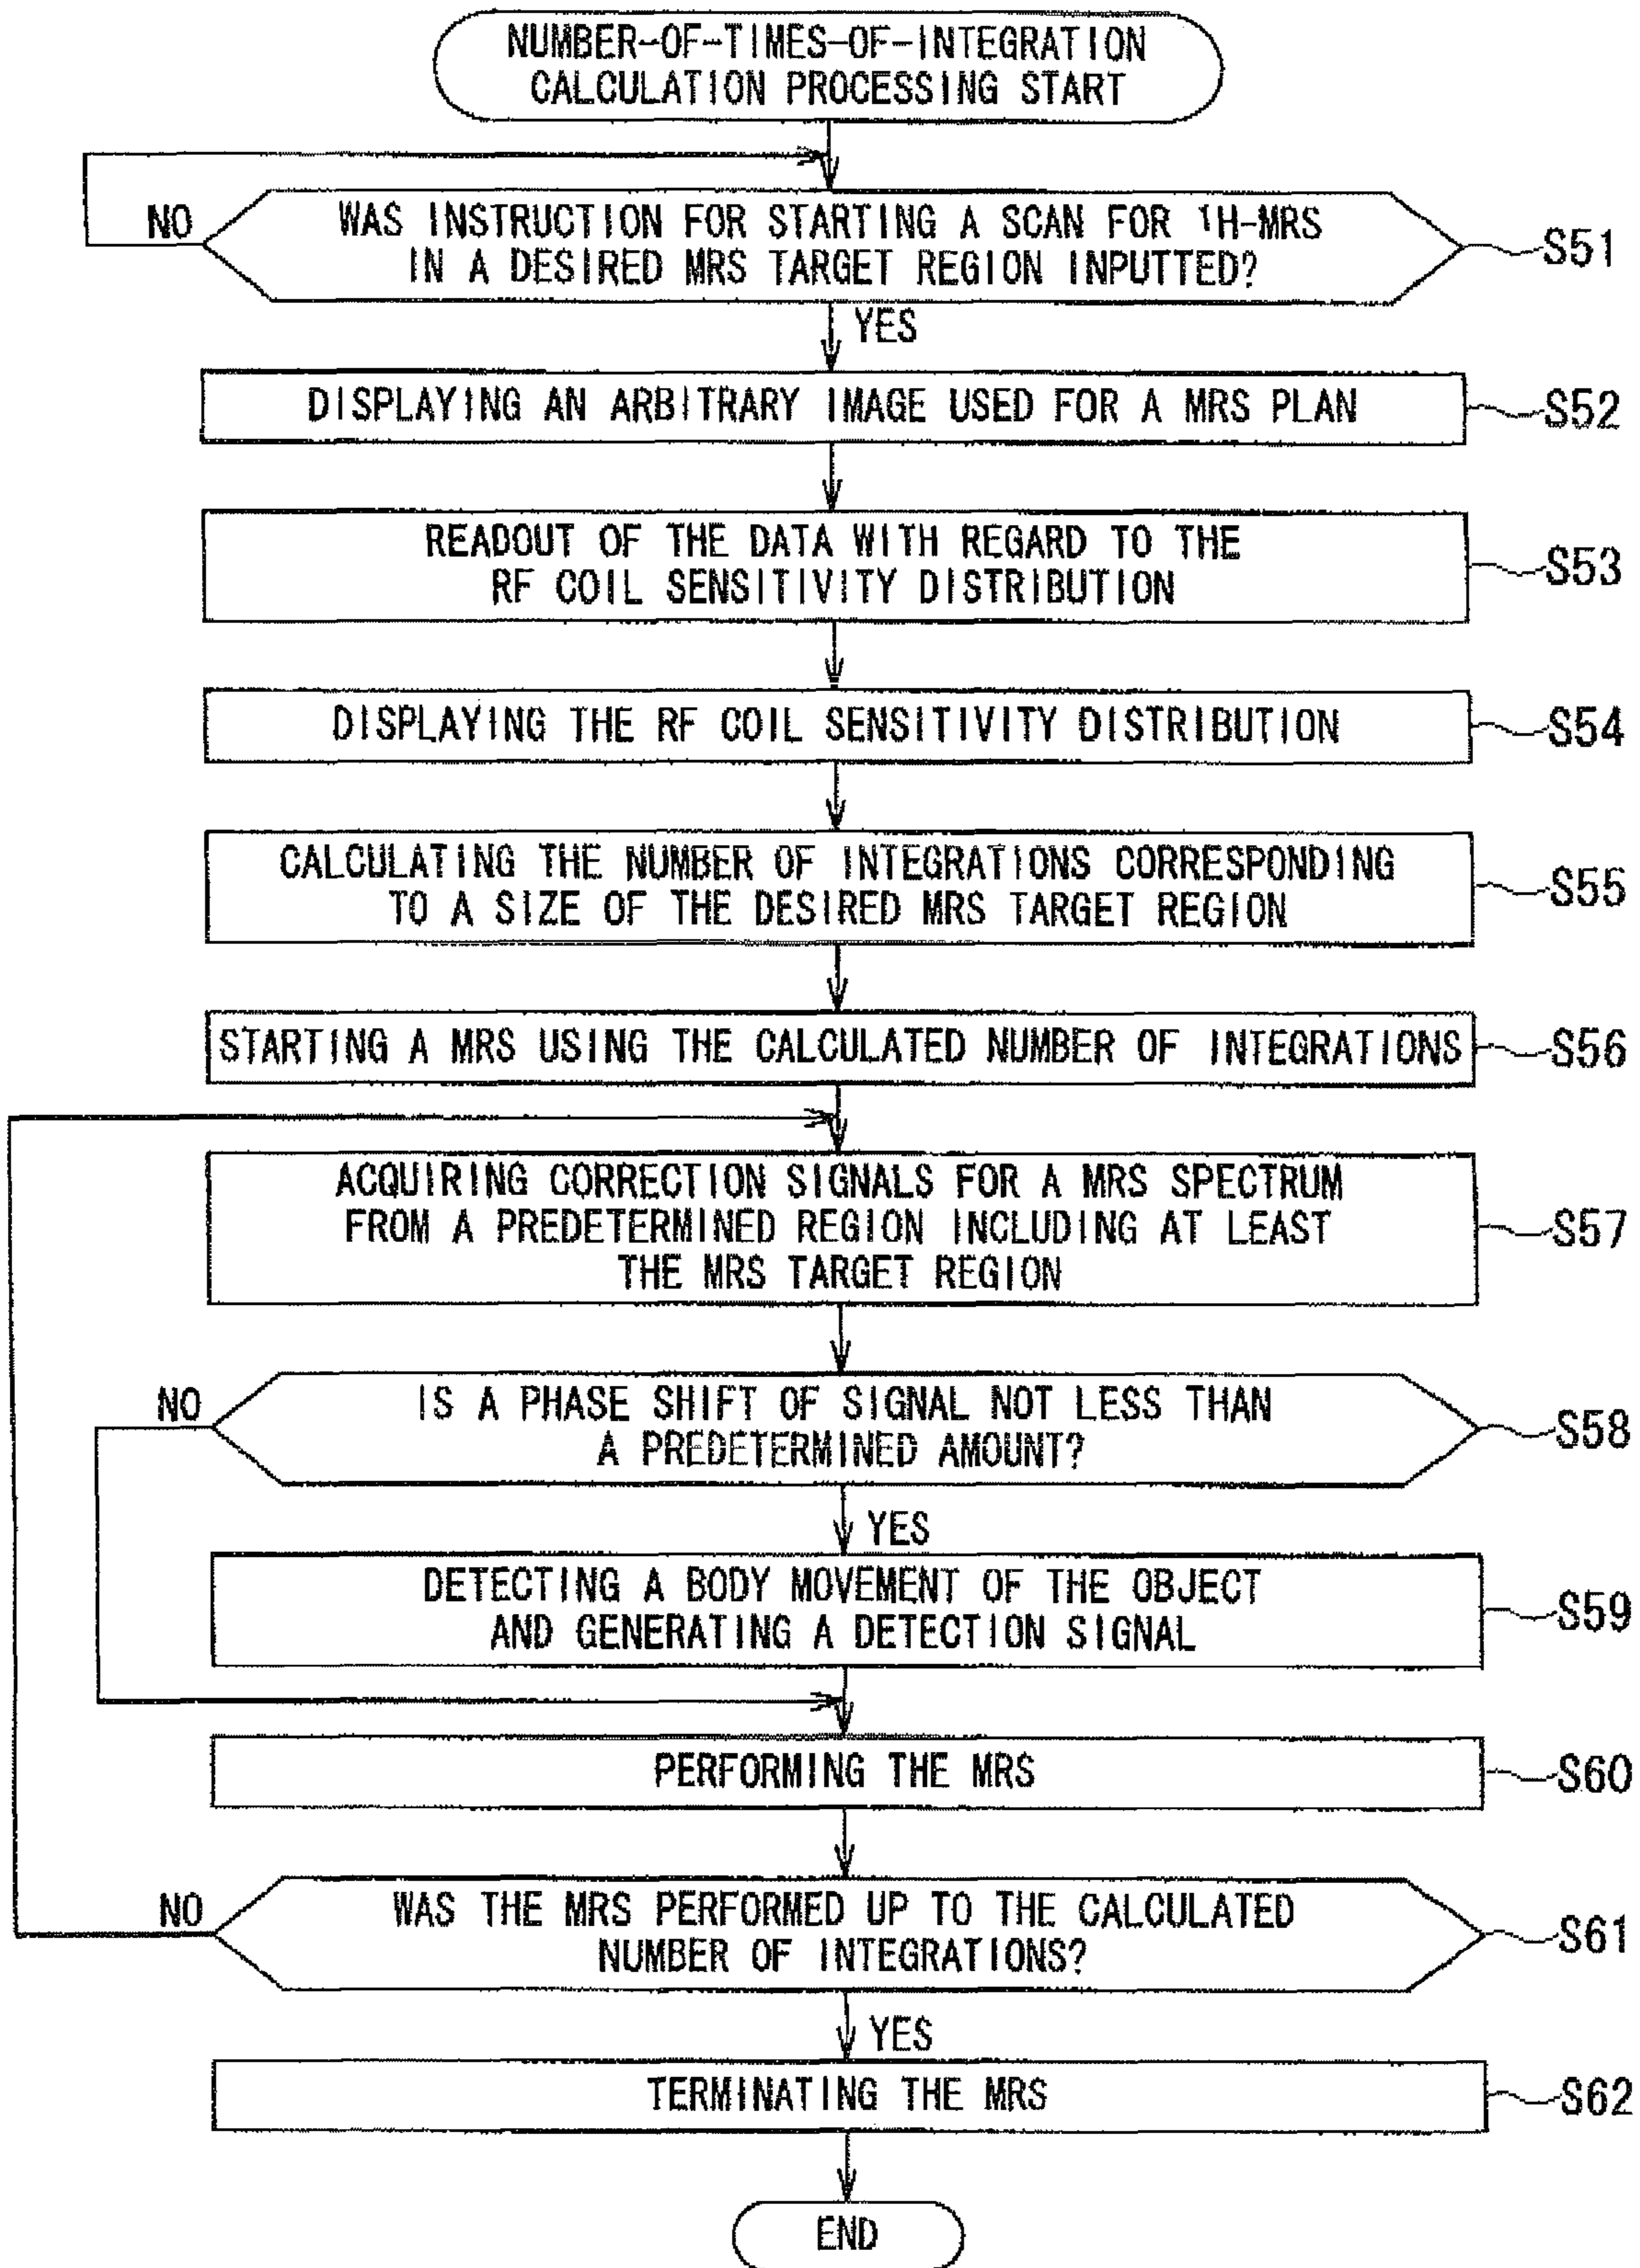 NUMBER-OF-TIMES-OF-INTEGRATION
CALCULATION PROCESSING START
NO
WAS INSTRUCTION FOR STARTING A SCAN FOR ¹H-MRS
IN A DESIRED MRS TARGET REGION INPUTTED?
S51
YES
DISPLAYING AN ARBITRARY IMAGE USED FOR A MRS PLAN
S52
READOUT OF THE DATA WITH REGARD TO THE
RF COIL SENSITIVITY DISTRIBUTION
S53
DISPLAYING THE RF COIL SENSITIVITY DISTRIBUTION
S54
CALCULATING THE NUMBER OF INTEGRATIONS CORRESPONDING
TO A SIZE OF THE DESIRED MRS TARGET REGION
S55
STARTING A MRS USING THE CALCULATED NUMBER OF INTEGRATIONS
S56
ACQUIRING CORRECTION SIGNALS FOR A MRS SPECTRUM
FROM A PREDETERMINED REGION INCLUDING AT LEAST
THE MRS TARGET REGION
S57
NO
IS A PHASE SHIFT OF SIGNAL NOT LESS THAN
A PREDETERMINED AMOUNT?
S58
YES
DETECTING A BODY MOVEMENT OF THE OBJECT
AND GENERATING A DETECTION SIGNAL
S59
PERFORMING THE MRS
S60
NO
WAS THE MRS PERFORMED UP TO THE CALCULATED
NUMBER OF INTEGRATIONS?
S61
YES
TERMINATING THE MRS
S62
END